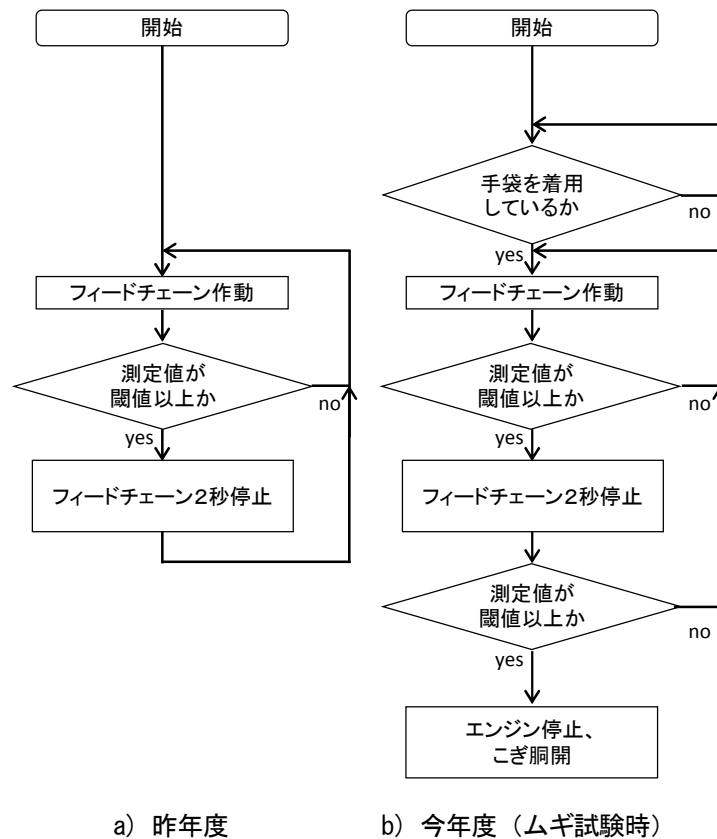 開始
フィードチェーン作動
測定値が
閾値以上か
no
yes
フィードチェーン2秒停止
a) 昨年度
開始
手袋を着用
しているか
no
yes
フィードチェーン作動
測定値が
閾値以上か
no
yes
フィードチェーン2秒停止
測定値が
閾値以上か
no
yes
エンジン停止、
こぎ胴開
b) 今年度 (ムギ試験時)